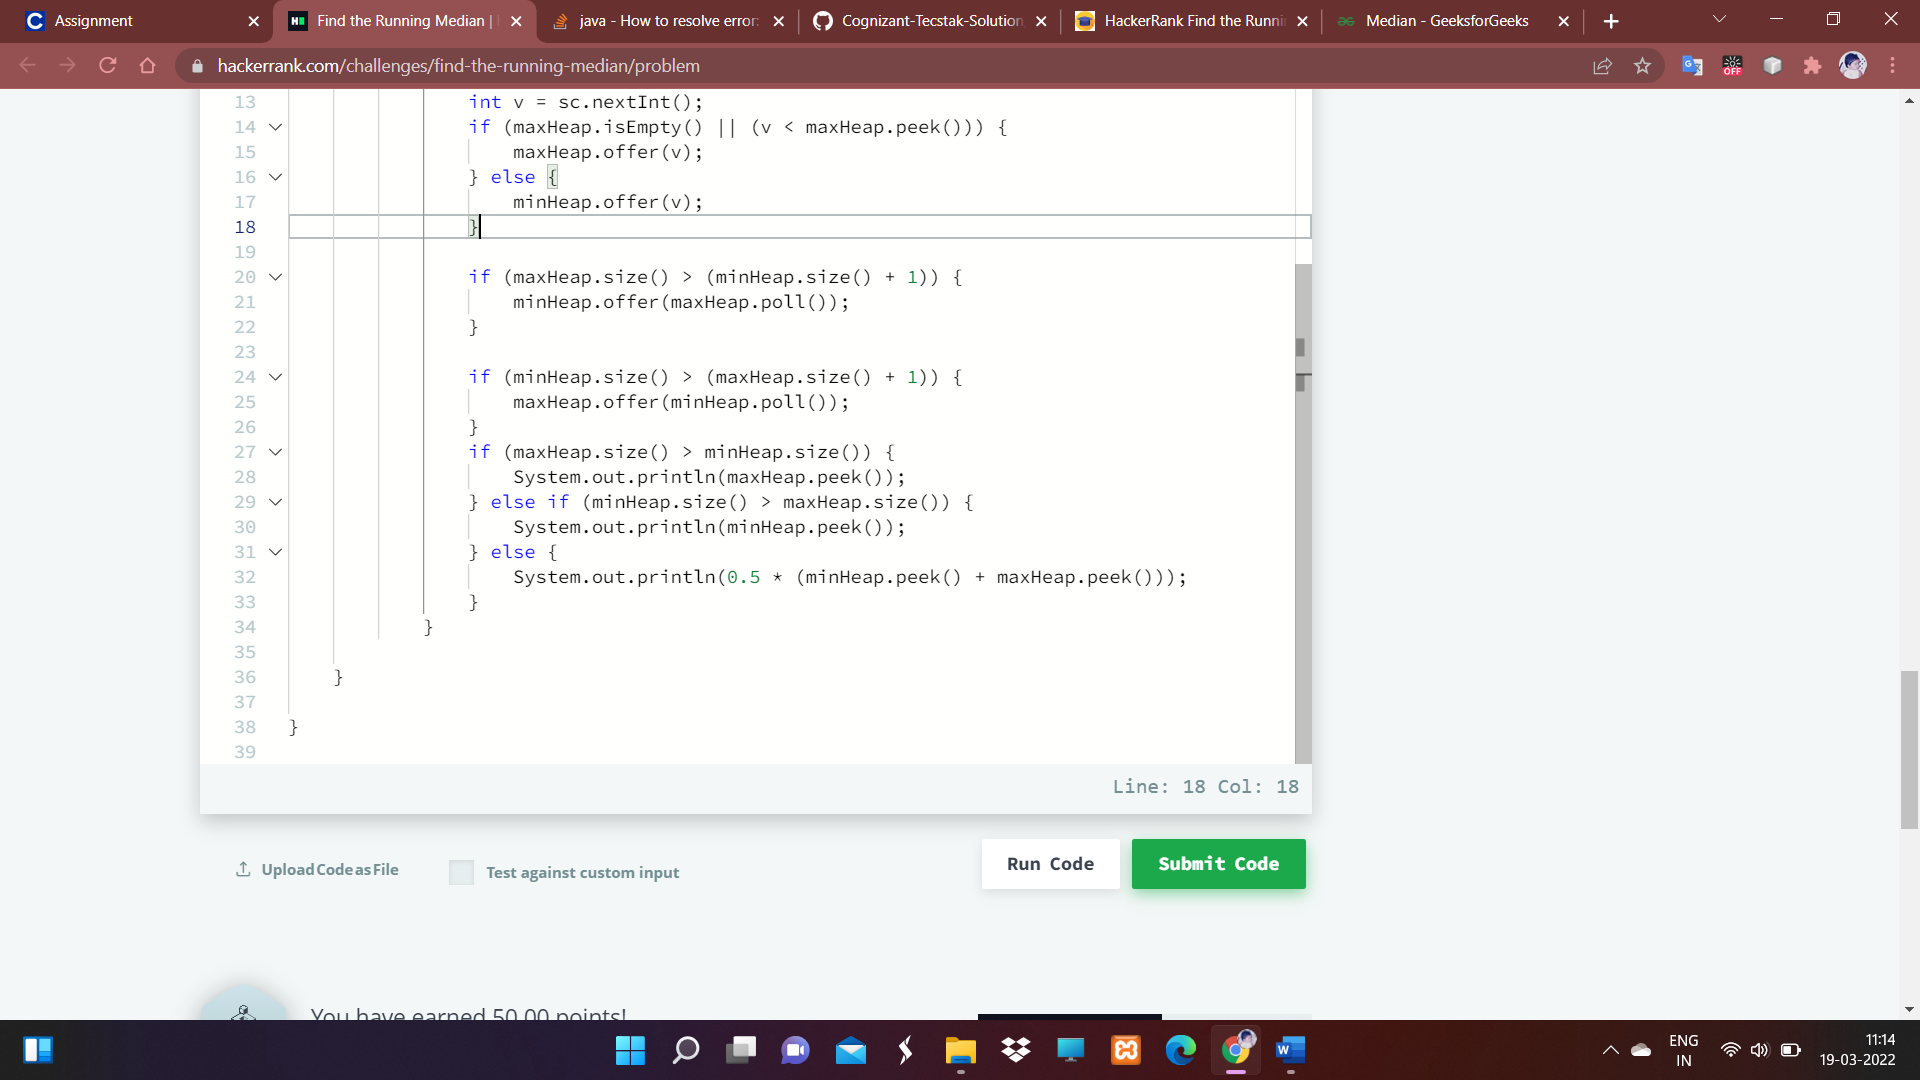 Assignment
Find the Running Median |
java - How to resolve error:
Cognizant-Tecstak-Solution
HackerRank Find the Runni
Median - GeeksforGeeks
hackerrank.com/challenges/find-the-running-median/problem
OFF
13 int v = sc.nextInt();
14 if (maxHeap.isEmpty() || (v < maxHeap.peek())) {
15 maxHeap.offer(v);
16 } else {
17 minHeap.offer(v);
18 }
19
20 if (maxHeap.size() > (minHeap.size() + 1)) {
21 minHeap.offer(maxHeap.poll());
22 }
23
24 if (minHeap.size() > (maxHeap.size() + 1)) {
25 maxHeap.offer(minHeap.poll());
26 }
27 if (maxHeap.size() > minHeap.size()) {
28 System.out.println(maxHeap.peek());
29 } else if (minHeap.size() > maxHeap.size()) {
30 System.out.println(minHeap.peek());
31 } else {
32 System.out.println(0.5 * (minHeap.peek() + maxHeap.peek()));
33 }
34 }
35
36 }
37
38 }
39
Line: 18 Col: 18
Upload Code as File
Test against custom input
Run Code
Submit Code
You have earned 50.00 points!
ENG
IN
11:14
19-03-2022